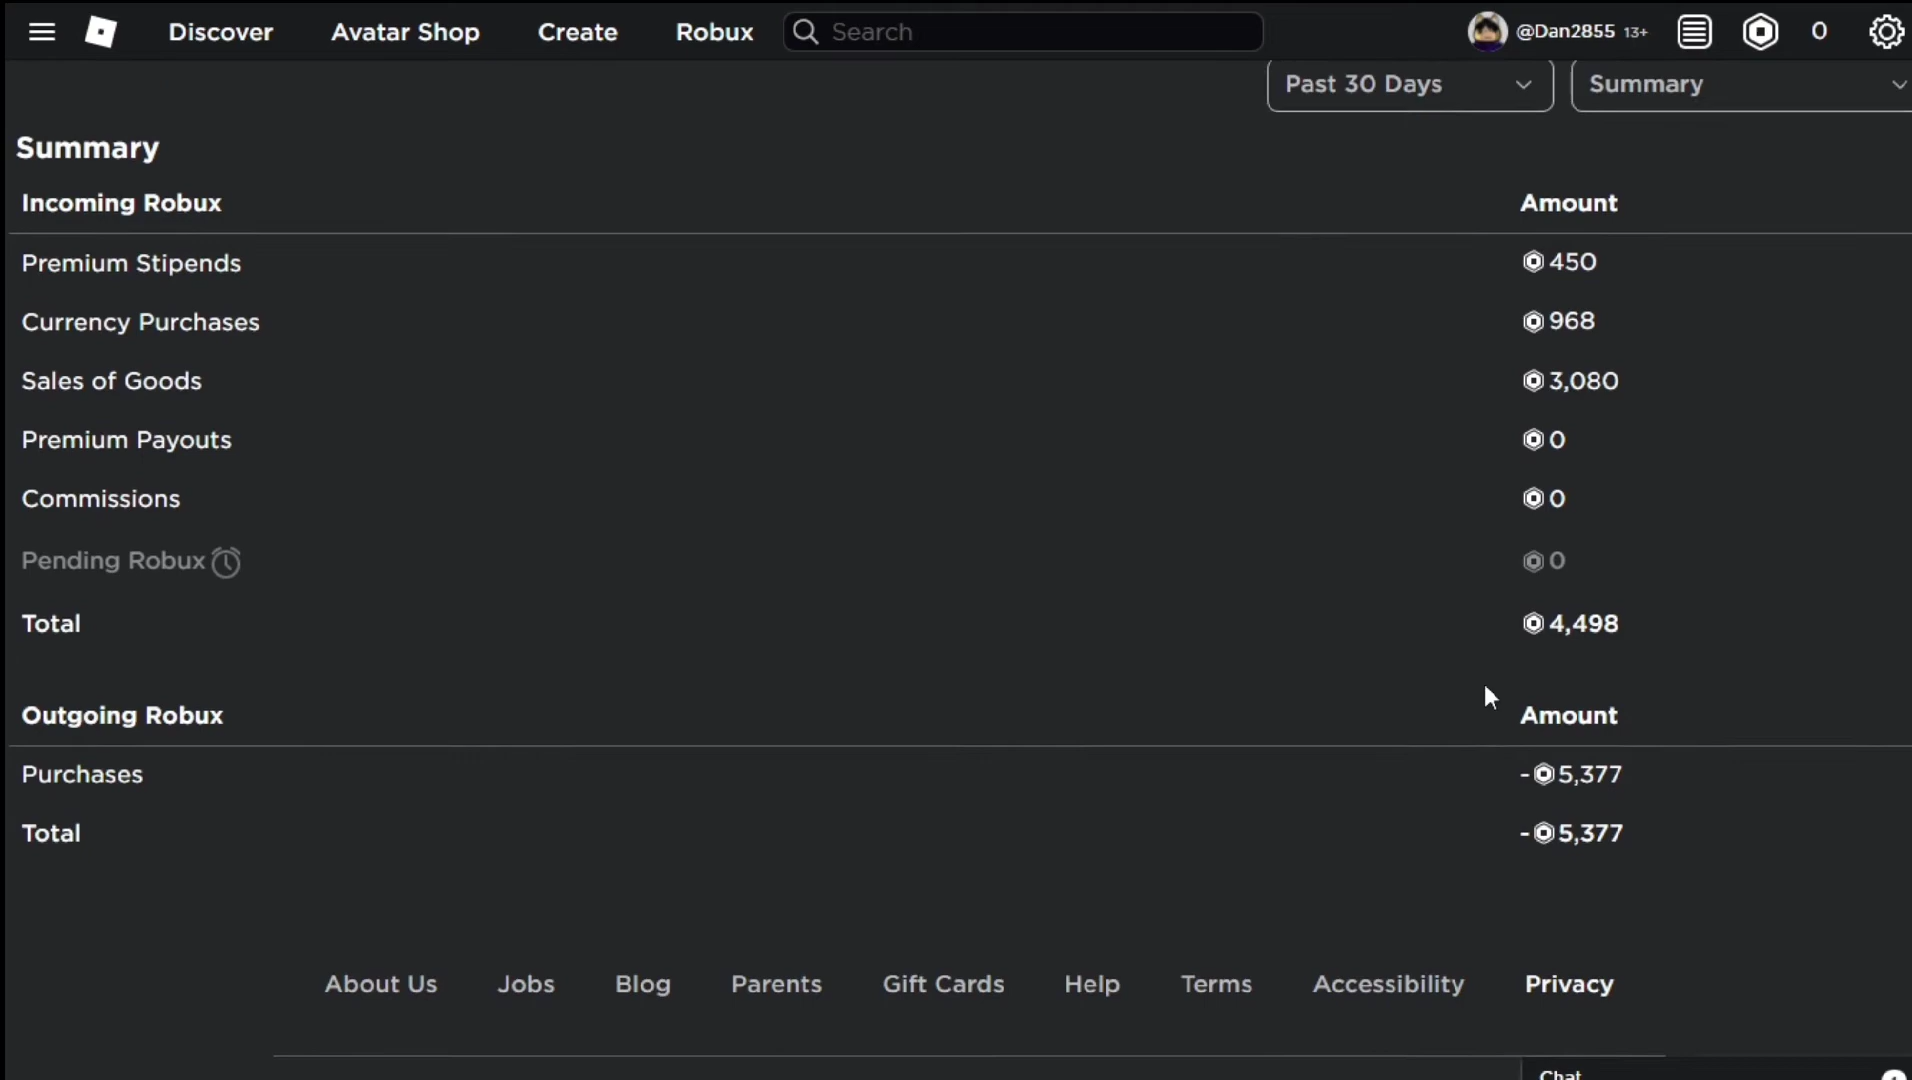 Discover Avatar Shop Create Robux Search @Dan2855 13+ 0
Past 30 Days Summary
Summary
Incoming Robux Amount
Premium Stipends 450
Currency Purchases 968
Sales of Goods 3,080
Premium Payouts 0
Commissions 0
Pending Robux 0
Total 4,498
Outgoing Robux Amount
Purchases -5,377
Total -5,377
About Us Jobs Blog Parents Gift Cards Help Terms Accessibility Privacy
Chat